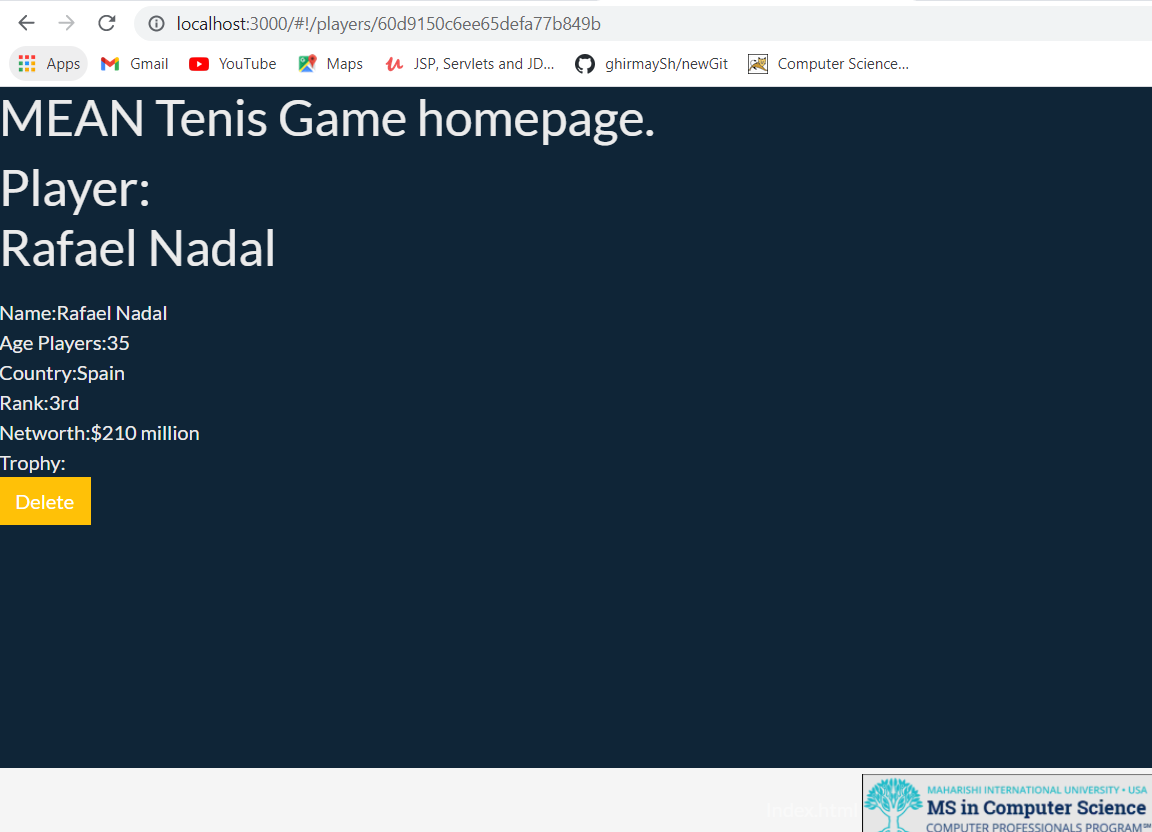 localhost:3000/#!/players/60d9150c6ee65defa77b849b
Apps Gmail YouTube Maps JSP, Servlets and JD... ghirmaySh/newGit Computer Science...
MEAN Tenis Game homepage.
Player:
Rafael Nadal
Name:Rafael Nadal
Age Players:35
Country:Spain
Rank:3rd
Networth:$210 million
Trophy:
Delete
Index.html
MAHARISHI INTERNATIONAL UNIVERSITY • USA
MS in Computer Science
COMPUTER PROFESSIONALS PROGRAM℠